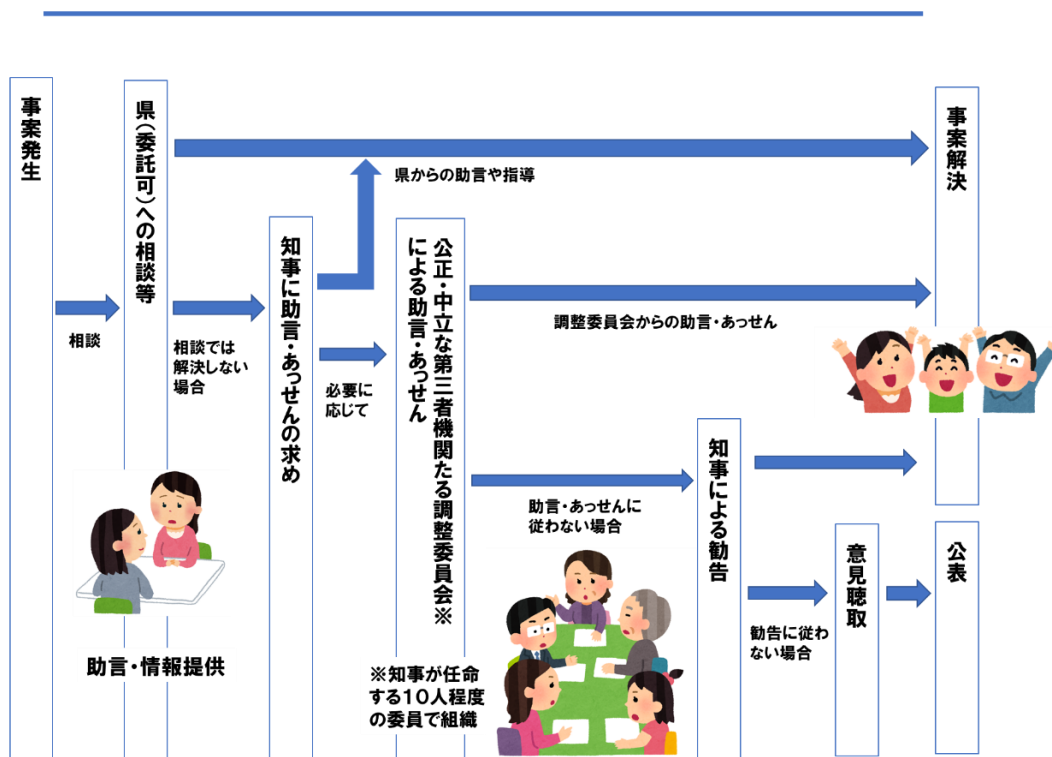 事案発生
県(委託可)への相談等
事案解決
県からの助言や指導
知事に助言・あっせんの求め
公正・中立な第三者機関たる調整委員会※
による助言・あっせん
相談
相談では
解決しない
場合
必要に
応じて
調整委員会からの助言・あっせん
助言・あっせんに
従わない場合
知事による勧告
意見聴取
公表
勧告に従わ
ない場合
助言・情報提供
※知事が任命
する10人程度
の委員で組織